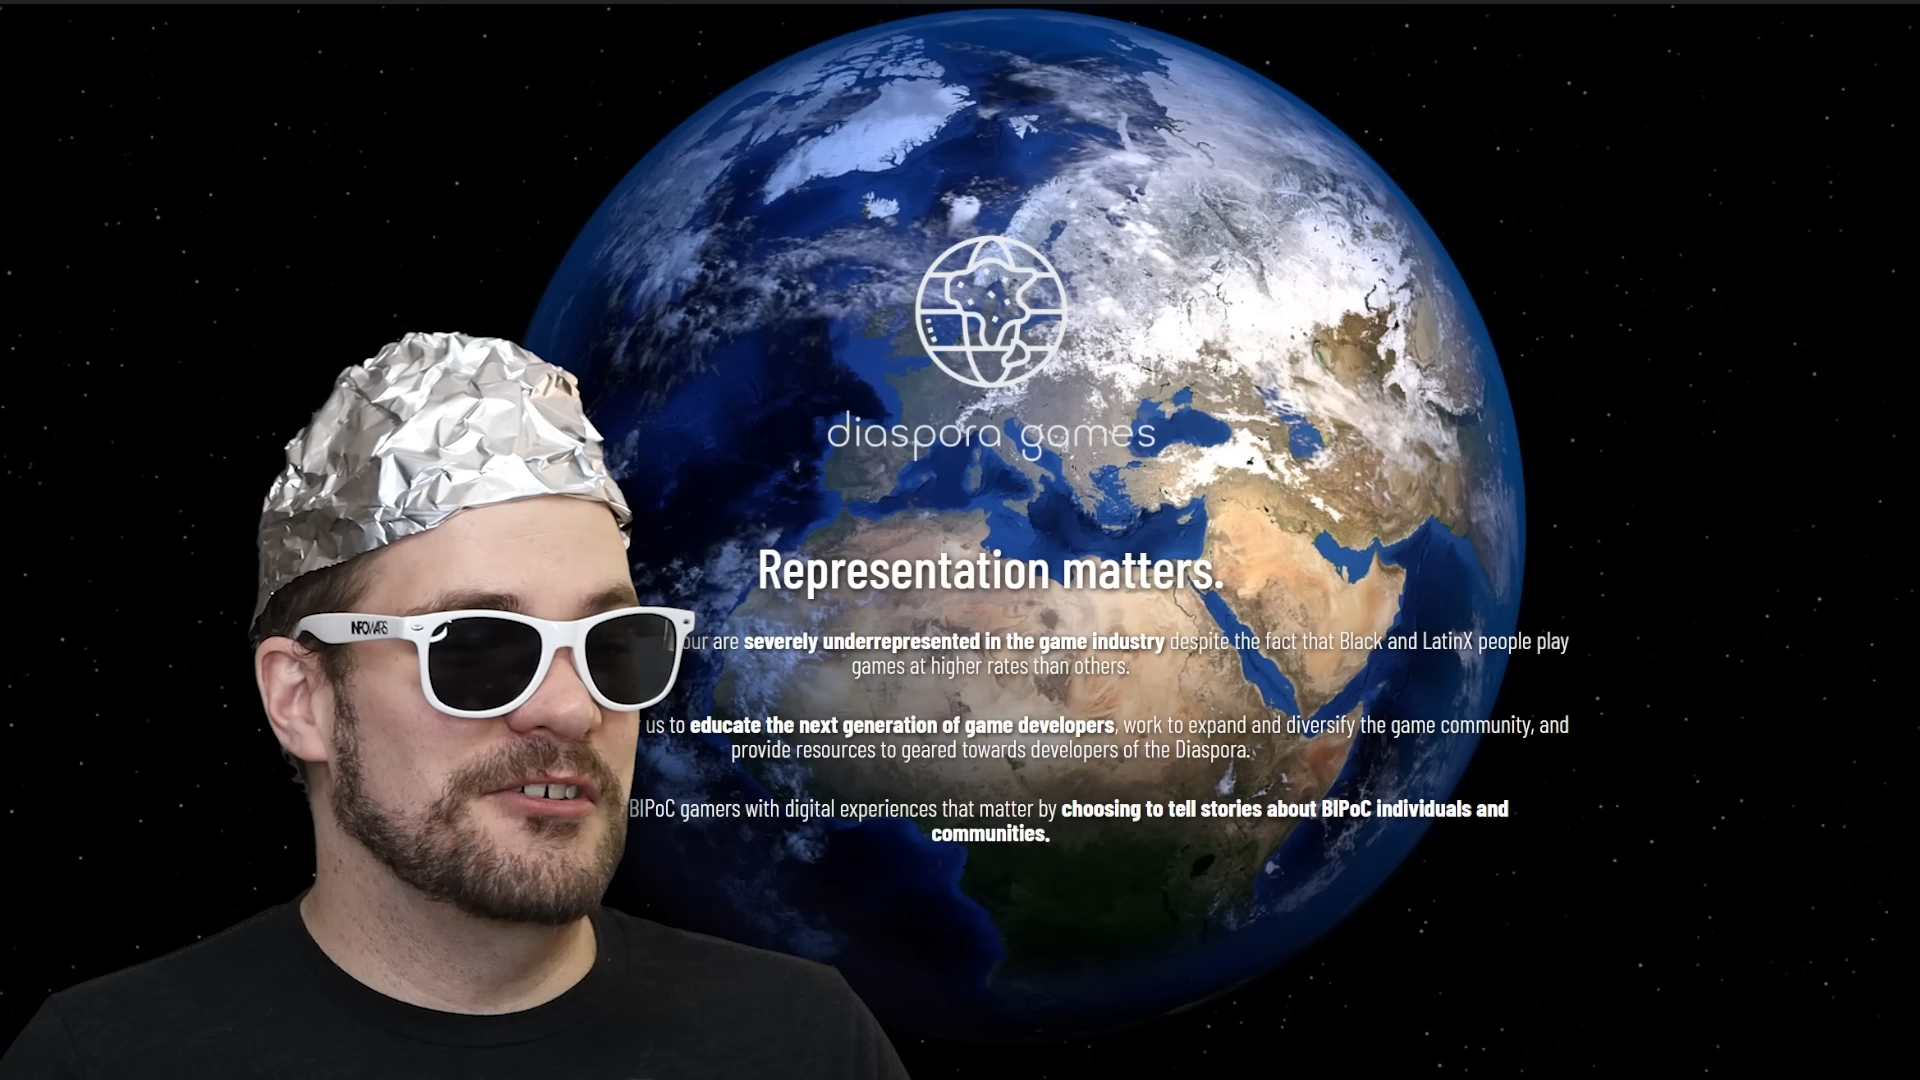 diaspora games
Representation matters.
INFOWARS
our are severely underrepresented in the game industry despite the fact that Black and LatinX people play
games at higher rates than others.
us to educate the next generation of game developers, work to expand and diversify the game community, and
provide resources to geared towards developers of the Diaspora.
BIPoC gamers with digital experiences that matter by choosing to tell stories about BIPoC individuals and
communities.